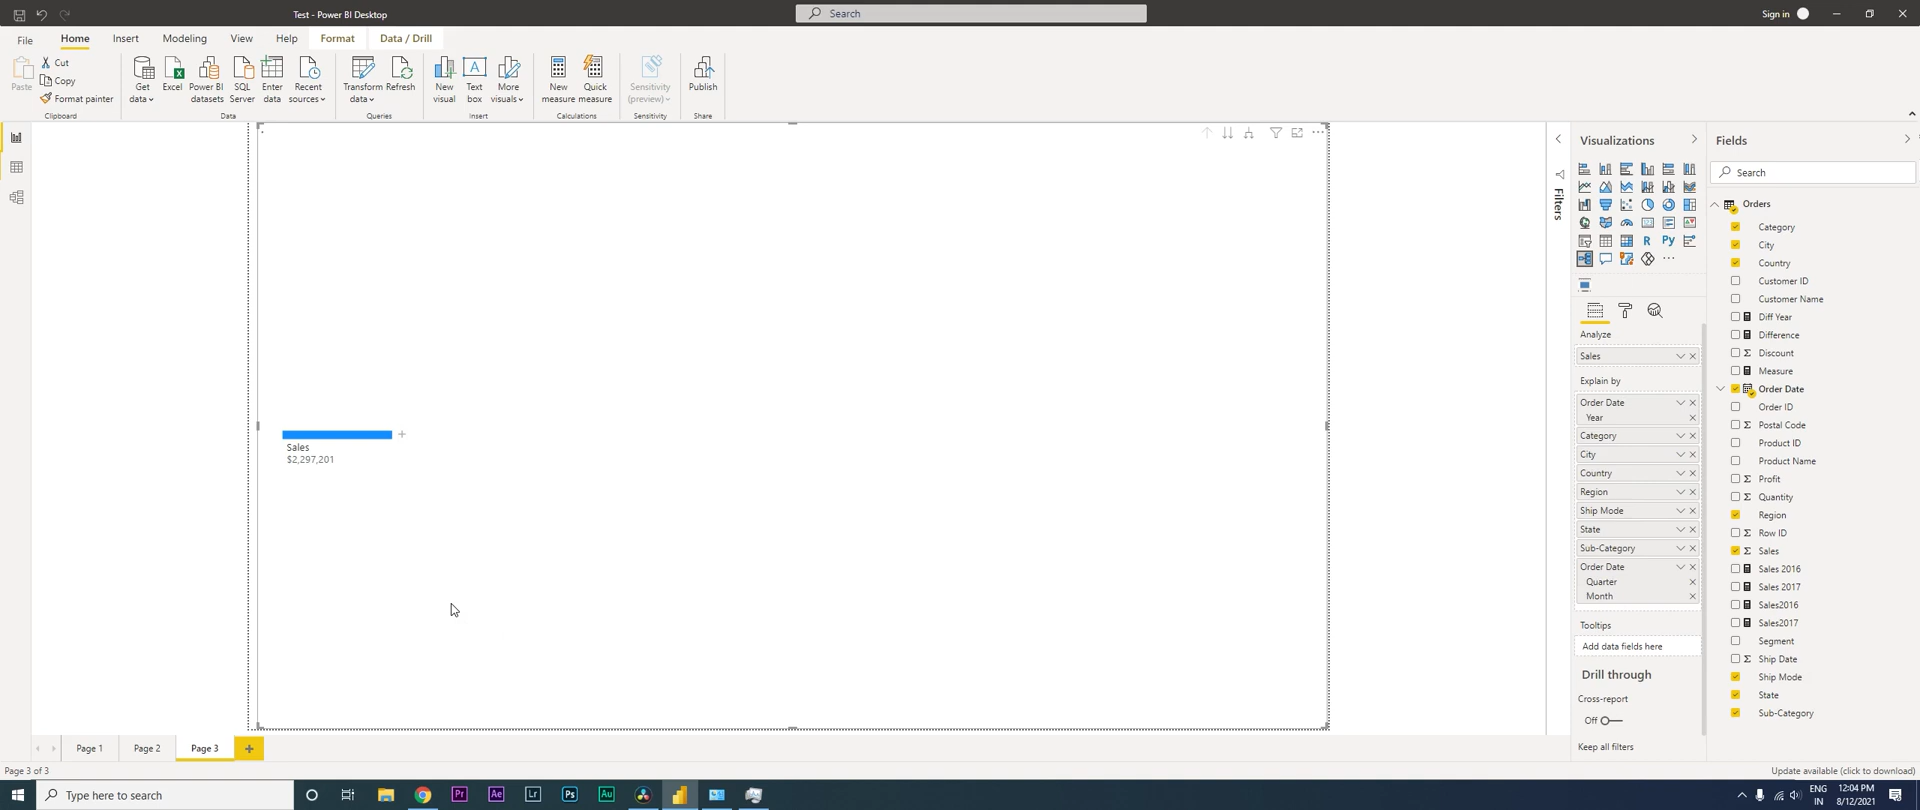 Test - Power BI Desktop
Search
Sign in
File
Home
Insert
Modeling
View
Help
Format
Data / Drill
Paste
Cut
Copy
Format painter
Clipboard
Get data
Excel
Power BI datasets
SQL Server
Enter data
Recent sources
Data
Transform data
Refresh
Queries
New visual
Text box
More visuals
Insert
New measure
Quick measure
Calculations
Sensitivity (preview)
Sensitivity
Publish
Share
Sales
$2,297,201
Filters
Visualizations
R
Py
Analyze
Sales
Explain by
Order Date
Year
Category
City
Country
Region
Ship Mode
State
Sub-Category
Order Date
Quarter
Month
Tooltips
Add data fields here
Drill through
Cross-report
Off
Keep all filters
Fields
Search
Orders
Category
City
Country
Customer ID
Customer Name
Diff Year
Difference
Σ Discount
Measure
Order Date
Order ID
Σ Postal Code
Product ID
Product Name
Σ Profit
Σ Quantity
Region
Σ Row ID
Σ Sales
Sales 2016
Sales 2017
Sales2016
Sales2017
Segment
Σ Ship Date
Ship Mode
State
Sub-Category
Page 1
Page 2
Page 3
Page 3 of 3
Update available (click to download)
Type here to search
Pr
Ae
Lr
Ps
Au
ENG
IN
12:04 PM
8/12/2021